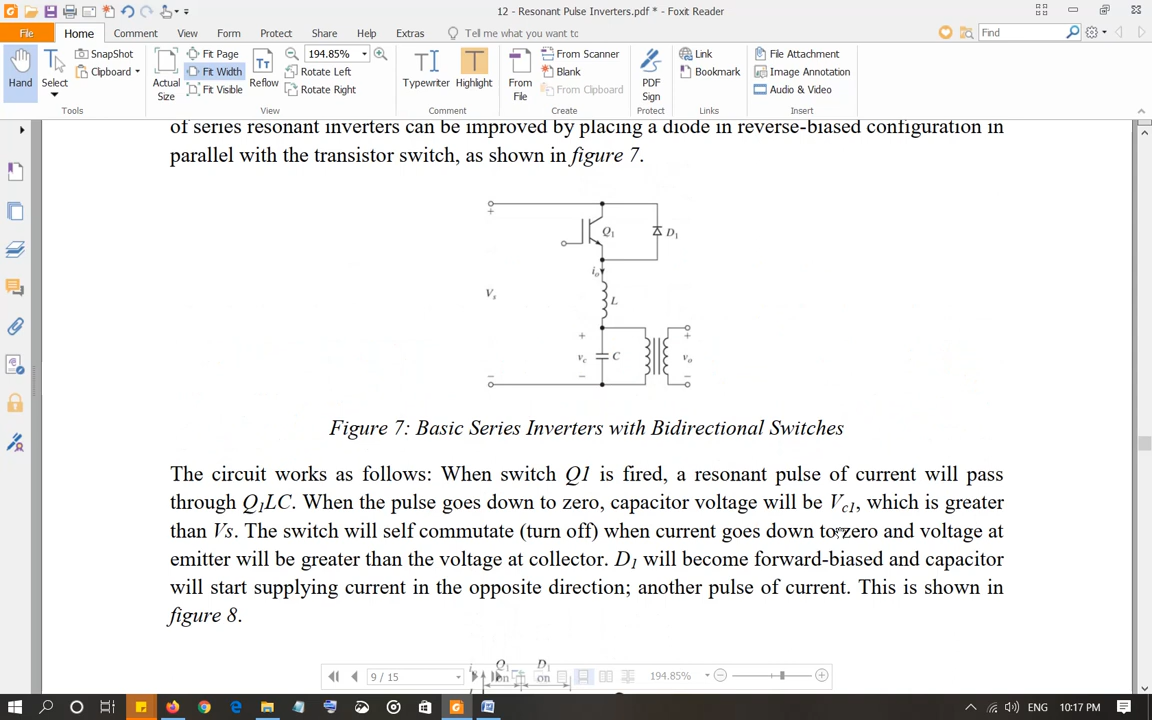 12 - Resonant Pulse Inverters.pdf * - Foxit Reader
File Home Comment View Form Protect Share Help Extras Tell me what you want to Find
Hand Select SnapShot Clipboard Actual Size Fit Page Fit Width Fit Visible Reflow 194.85% Rotate Left Rotate Right Typewriter Highlight From File From Scanner Blank From Clipboard PDF Sign Link Bookmark File Attachment Image Annotation Audio & Video
Tools View Comment Create Protect Links Insert
of series resonant inverters can be improved by placing a diode in reverse-biased configuration in
parallel with the transistor switch, as shown in figure 7.
+
Q1 D1
io
Vs L
+ +
vc C vo
− − −
Figure 7: Basic Series Inverters with Bidirectional Switches
The circuit works as follows: When switch Q1 is fired, a resonant pulse of current will pass
through Q1LC. When the pulse goes down to zero, capacitor voltage will be Vc1, which is greater
than Vs. The switch will self commutate (turn off) when current goes down to zero and voltage at
emitter will be greater than the voltage at collector. D1 will become forward-biased and capacitor
will start supplying current in the opposite direction; another pulse of current. This is shown in
figure 8.
Q1 D1
on on
9 / 15 194.85%
ENG 10:17 PM